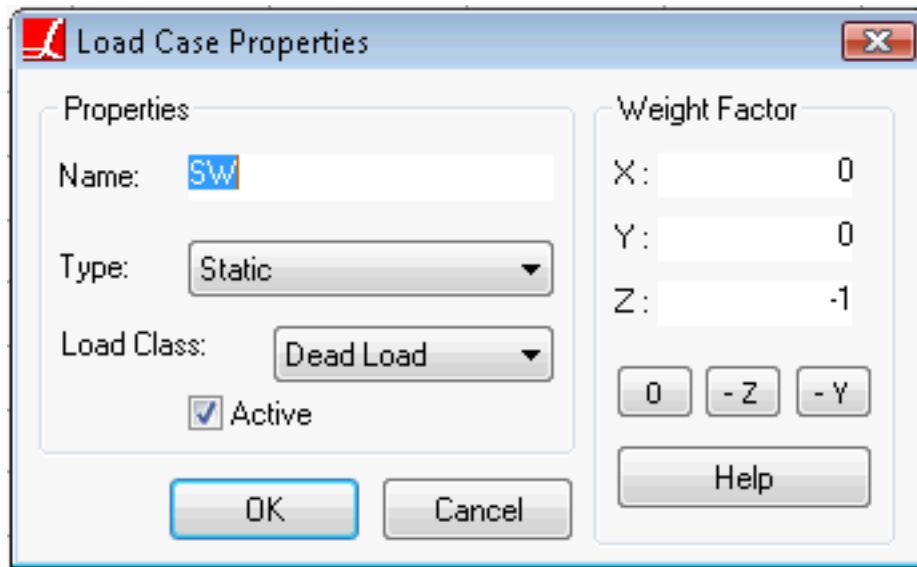 Load Case Properties
Properties
Name: SW
Type: Static
Load Class: Dead Load
Active
OK Cancel
Weight Factor
X : 0
Y : 0
Z : -1
0 - Z - Y
Help